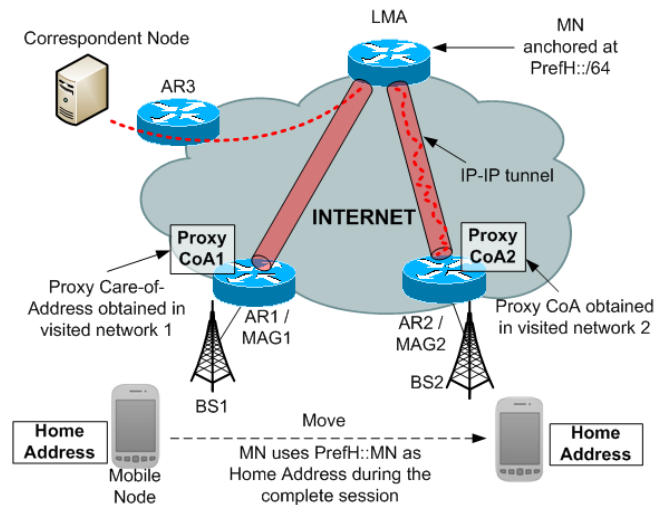 LMA
Correspondent Node
MN
anchored at
PrefH::/64
AR3
IP-IP tunnel
INTERNET
Proxy
CoA1
Proxy
CoA2
Proxy Care-of-
Address obtained in
visited network 1
AR1 /
MAG1
AR2 /
MAG2
Proxy CoA obtained
in visited network 2
BS1
BS2
Home
Address
Mobile
Node
Move
MN uses PrefH::MN as
Home Address during the
complete session
Home
Address